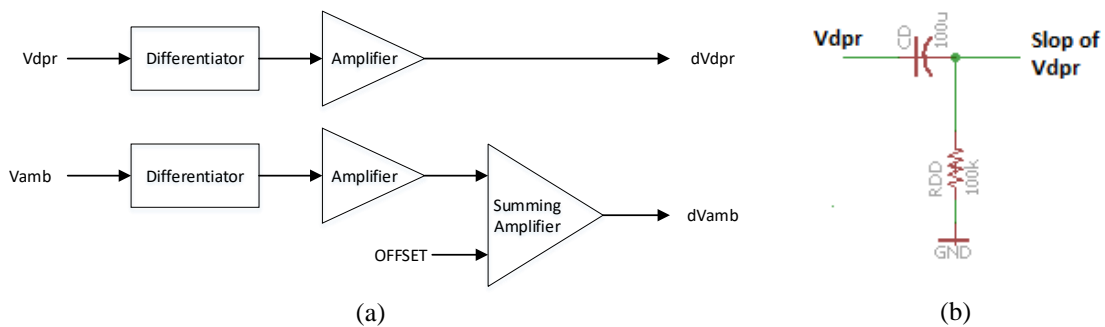 Vdpr
Differentiator
Amplifier
dVdpr
Vamb
Differentiator
Amplifier
Summing
Amplifier
dVamb
OFFSET
(a)
Vdpr
CD
100u
Slop of
Vdpr
RDD
100k
GND
(b)